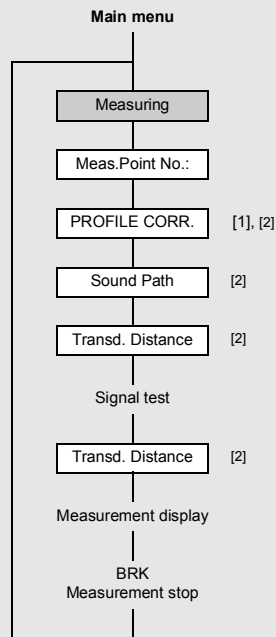 Main menu
Measuring
Meas.Point No.:
PROFILE CORR. [1], [2]
Sound Path [2]
Transd. Distance [2]
Signal test
Transd. Distance [2]
Measurement display
BRK
Measurement stop